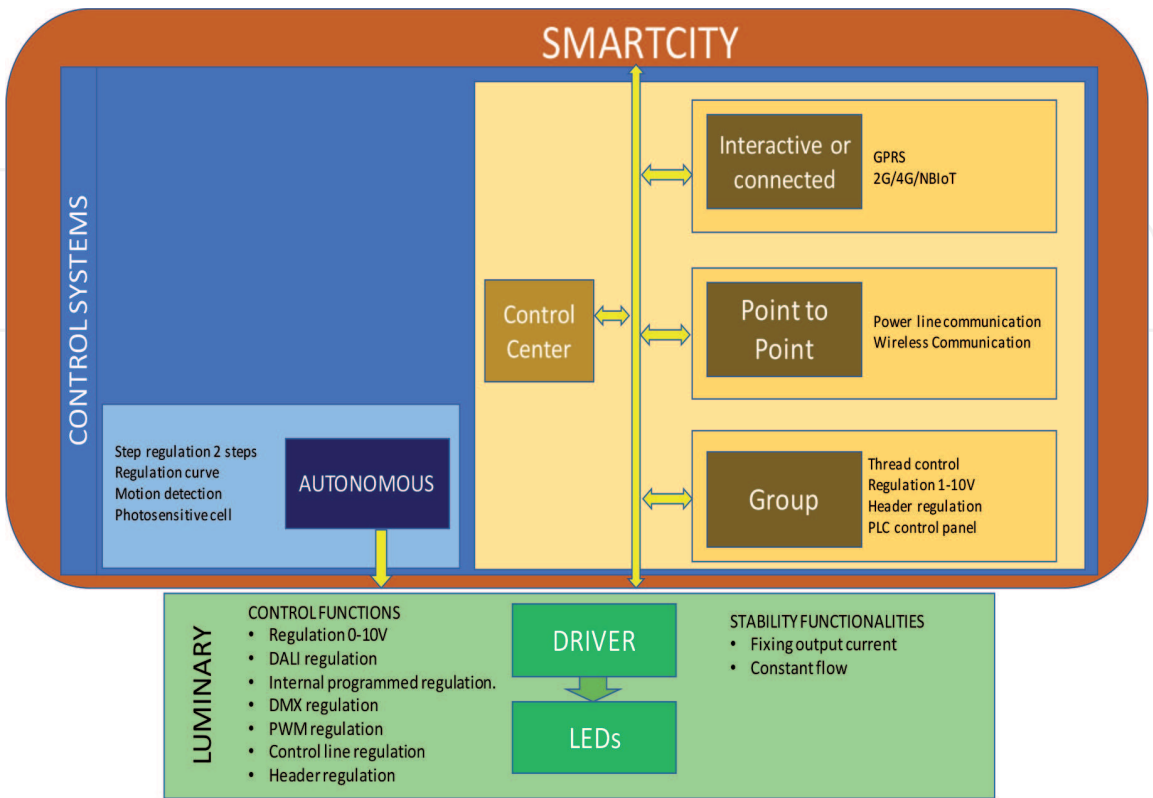 SMARTCITY
CONTROL SYSTEMS
Interactive or
connected
GPRS
2G/4G/NBIoT
Control
Center
Point to
Point
Power line communication
Wireless Communication
Step regulation 2 steps
Regulation curve
Motion detection
Photosensitive cell
AUTONOMOUS
Group
Thread control
Regulation 1-10V
Header regulation
PLC control panel
LUMINARY
CONTROL FUNCTIONS
• Regulation 0-10V
• DALI regulation
• Internal programmed regulation.
• DMX regulation
• PWM regulation
• Control line regulation
• Header regulation
DRIVER
LEDs
STABILITY FUNCTIONALITIES
• Fixing output current
• Constant flow